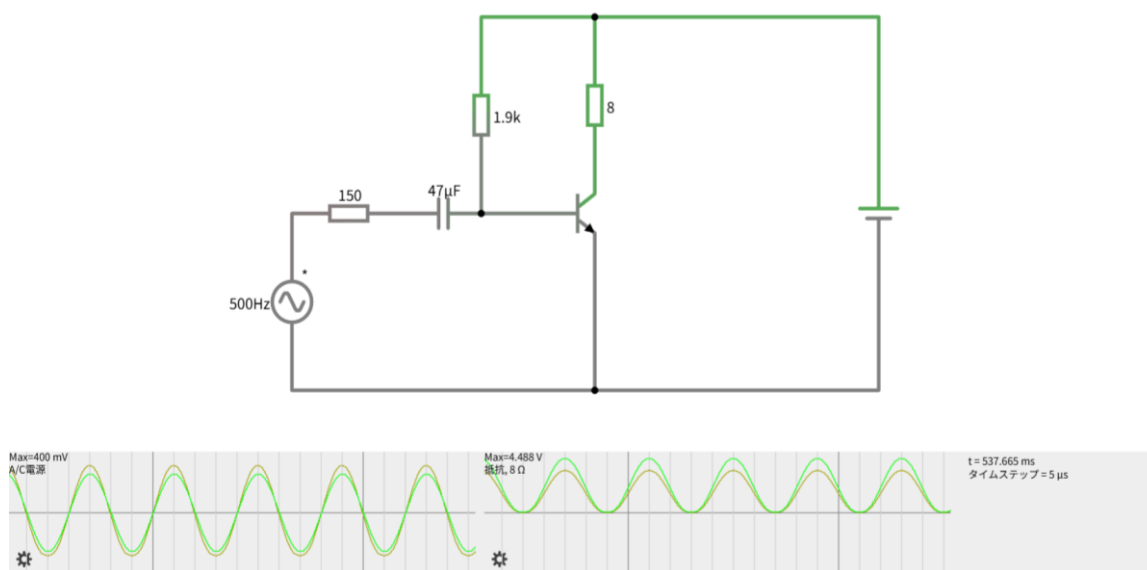 1.9k
8
150
47μF
*
500Hz
Max=400 mV
A/C電源
Max=4.488 V
抵抗, 8 Ω
t = 537.665 ms
タイムステップ = 5 μs